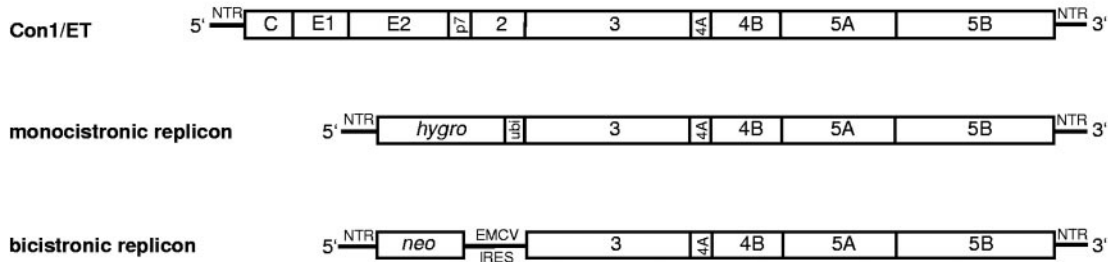 Con1/ET 5‘ NTR C E1 E2 p7 2 3 4A 4B 5A 5B NTR 3‘
monocistronic replicon 5‘ NTR hygro ubi 3 4A 4B 5A 5B NTR 3‘
bicistronic replicon 5‘ NTR neo EMCV IRES 3 4A 4B 5A 5B NTR 3‘